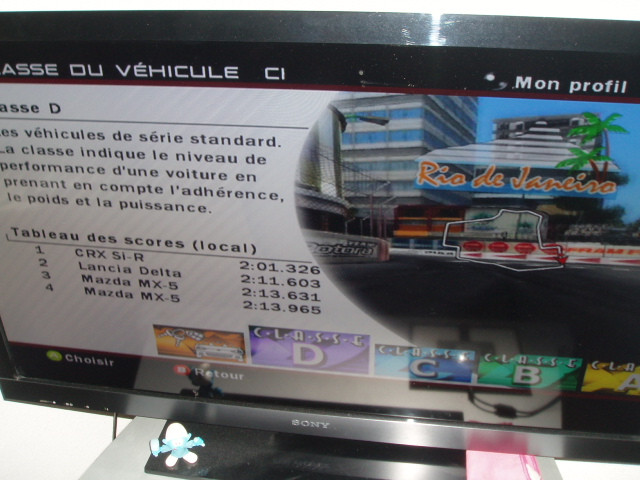 ASSE DU VÉHICULE CI
Mon profil
asse D
es véhicules de série standard.
La classe indique le niveau de
performance d'une voiture en
prenant en compte l'adhérence,
le poids et la puissance.
Tableau des scores (local)
1 CRX Si-R 2:01.326
2 Lancia Delta 2:11.603
3 Mazda MX-5 2:13.631
4 Mazda MX-5 2:13.965
Rio de Janeiro
CLASSE D
CLASSE C
CLASSE B
CLA A
A Choisir
B Retour
SONY